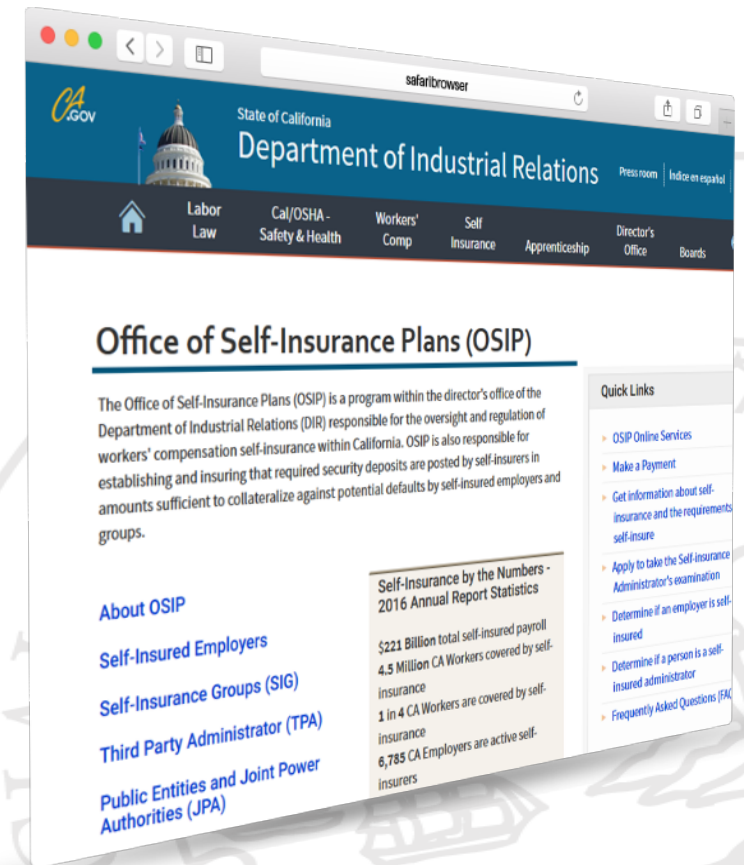 safaribrowser
CA
.GOV
State of California
Department of Industrial Relations
Press room
Índice en español
Labor
Law
Cal/OSHA -
Safety & Health
Workers'
Comp
Self
Insurance
Apprenticeship
Director's
Office
Boards
Office of Self-Insurance Plans (OSIP)
The Office of Self-Insurance Plans (OSIP) is a program within the director's office of the
Department of Industrial Relations (DIR) responsible for the oversight and regulation of
workers' compensation self-insurance within California. OSIP is also responsible for
establishing and insuring that required security deposits are posted by self-insurers in
amounts sufficient to collateralize against potential defaults by self-insured employers and
groups.
About OSIP
Self-Insured Employers
Self-Insurance Groups (SIG)
Third Party Administrator (TPA)
Public Entities and Joint Power
Authorities (JPA)
Self-Insurance by the Numbers -
2016 Annual Report Statistics
$221 Billion total self-insured payroll
4.5 Million CA Workers covered by self-
insurance
1 in 4 CA Workers are covered by self-
insurance
6,785 CA Employers are active self-
insurers
Quick Links
OSIP Online Services
Make a Payment
Get information about self-
insurance and the requirements
self-insure
Apply to take the Self-insurance
Administrator's examination
Determine if an employer is self-
insured
Determine if a person is a self-
insured administrator
Frequently Asked Questions (FAQ